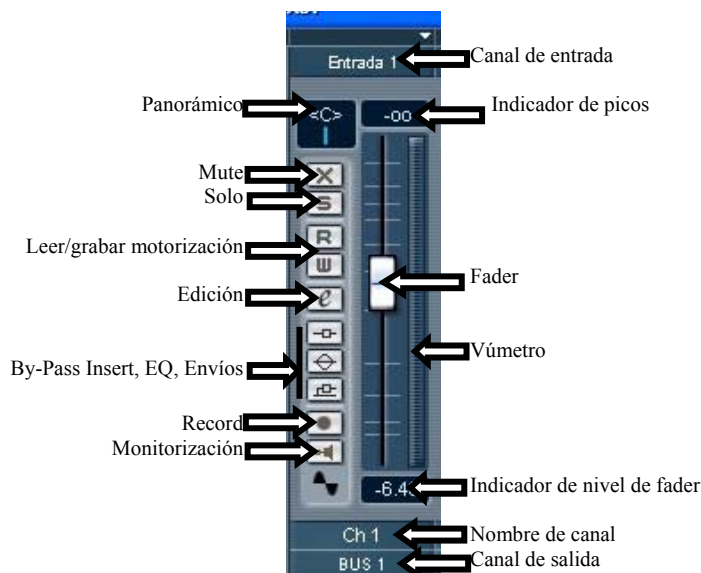 Entrada 1
Canal de entrada
Panorámico
Indicador de picos
<C>
-oo
Mute
X
Solo
S
R
Leer/grabar motorización
W
Edición
e
Fader
By-Pass Insert, EQ, Envíos
Vúmetro
Record
Monitorización
-6.4
Indicador de nivel de fader
Ch 1
Nombre de canal
BUS 1
Canal de salida